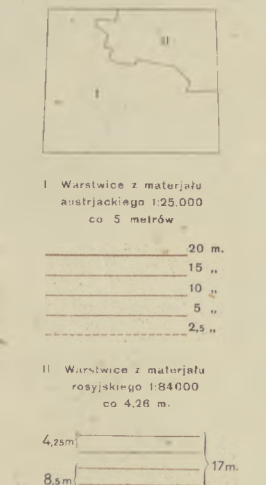 II
I
I Warstwice z materjału
austrjackiego 1:25.000
co 5 metrów
20 m.
15 „
10 „
5 „
2,5 „
II Warstwice z materjału
rosyjskiego 1:84000
co 4,26 m.
4,25m
17m.
8,5m